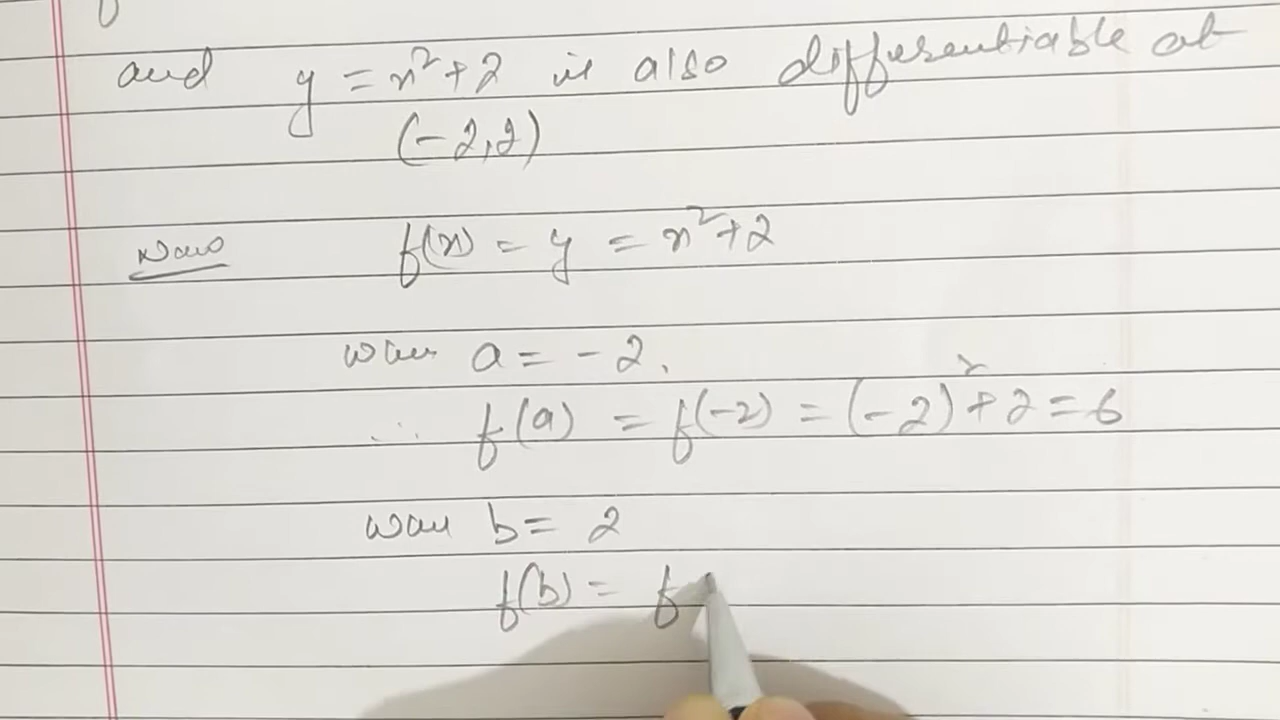 and y = x²+2 is also differentiable at
(-2,2)
Now f(x) = y = x²+2
when a = -2.
∴ f(a) = f(-2) = (-2)²+2 = 6
when b = 2
f(b) = f